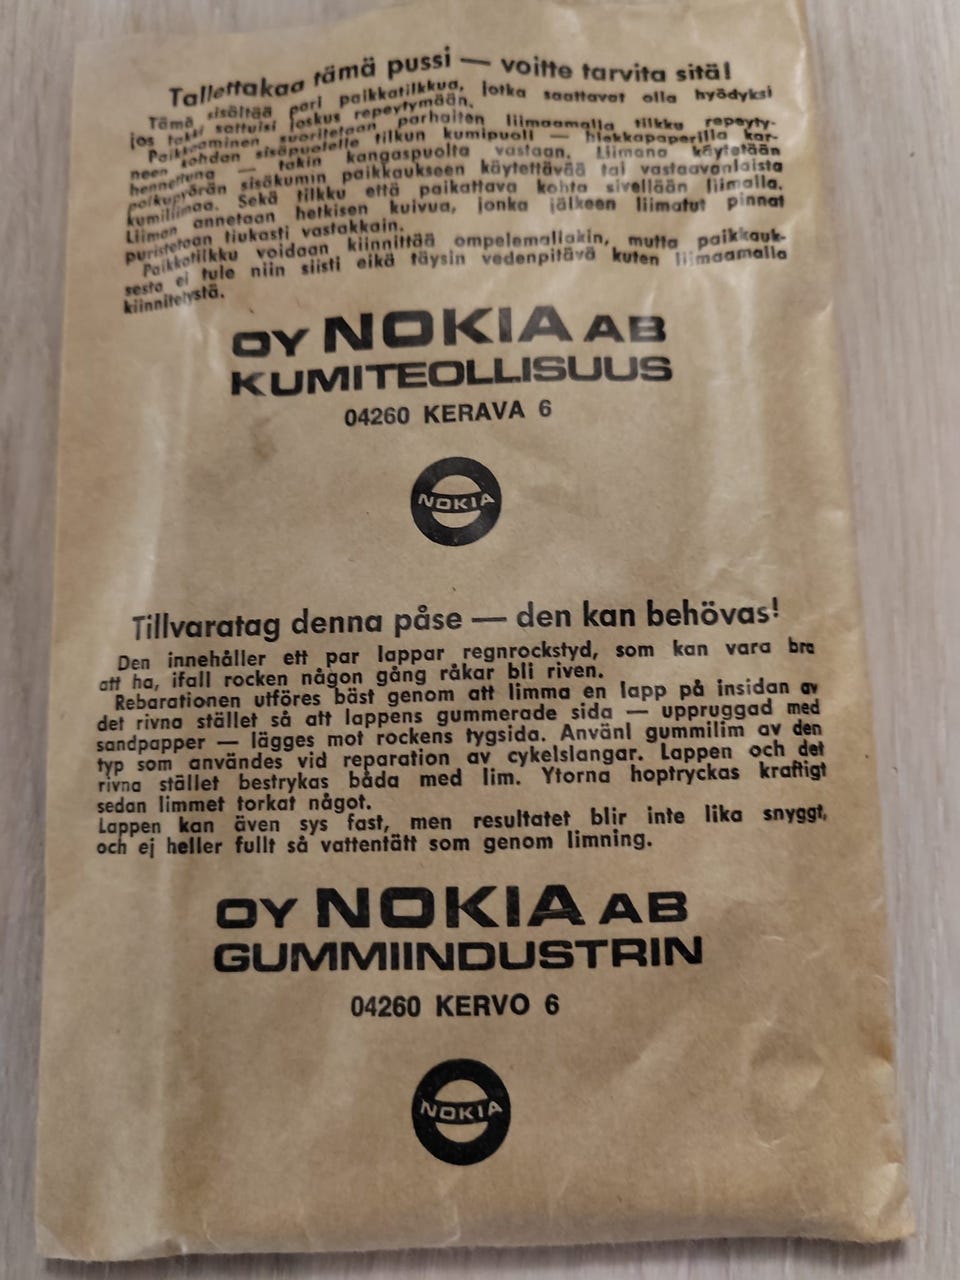 Tallettakaa tämä pussi — voitte tarvita sitä!
Tämä sisältää pari paikkatilkkua, jotka saattavat olla hyödyksi
jos takki sattuisi joskus repeytymään.
Paikkaaminen suoritetaan parhaiten liimaamalla tilkku repeyty-
neen kohdan sisäpuolelle tilkun kumipuoli — hiekkapaperilla kar-
hennettuna — takin kangaspuolta vastaan. Liimana käytetään
polkupyörän sisäkumin paikkaukseen käytettävää tai vastaavanlaista
kumiliimaa. Sekä tilkku että paikattava kohta sivellään liimalla.
Liiman annetaan hetkisen kuivua, jonka jälkeen liimatut pinnat
puristetaan tiukasti vastakkain.
Paikkatilkku voidaan kiinnittää ompelemallakin, mutta paikkauk-
sesta ei tule niin siisti eikä täysin vedenpitävä kuten liimaamalla
kiinnitetystä.
OY NOKIA AB
KUMITEOLLISUUS
04260 KERAVA 6
NOKIA
Tillvaratag denna påse — den kan behövas!
Den innehåller ett par lappar regnrockstyd, som kan vara bra
att ha, ifall rocken någon gång råkar bli riven.
Rebarationen utföres bäst genom att limma en lapp på insidan av
det rivna stället så att lappens gummerade sida — uppruggad med
sandpapper — lägges mot rockens tygsida. Använl gummilim av den
typ som användes vid reparation av cykelslangar. Lappen och det
rivna stället bestrykas båda med lim. Ytorna hoptryckas kraftigt
sedan limmet torkat något.
Lappen kan även sys fast, men resultatet blir inte lika snyggt,
och ej heller fullt så vattentätt som genom limning.
OY NOKIA AB
GUMMIINDUSTRIN
04260 KERVO 6
NOKIA